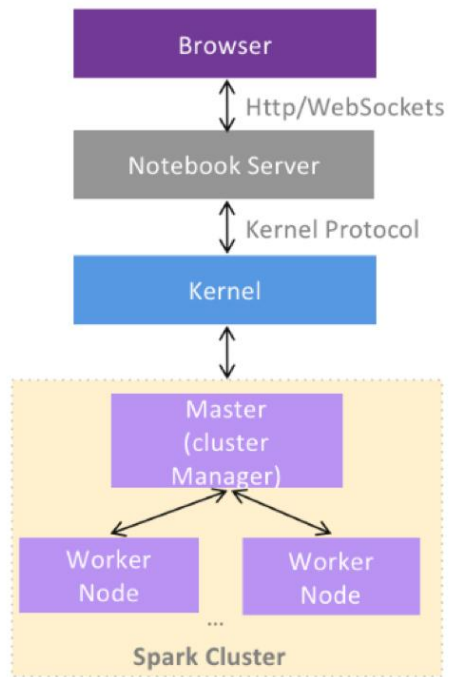 Browser
Http/WebSockets
Notebook Server
Kernel Protocol
Kernel
Master
(cluster
Manager)
Worker
Node
Worker
Node
...
Spark Cluster